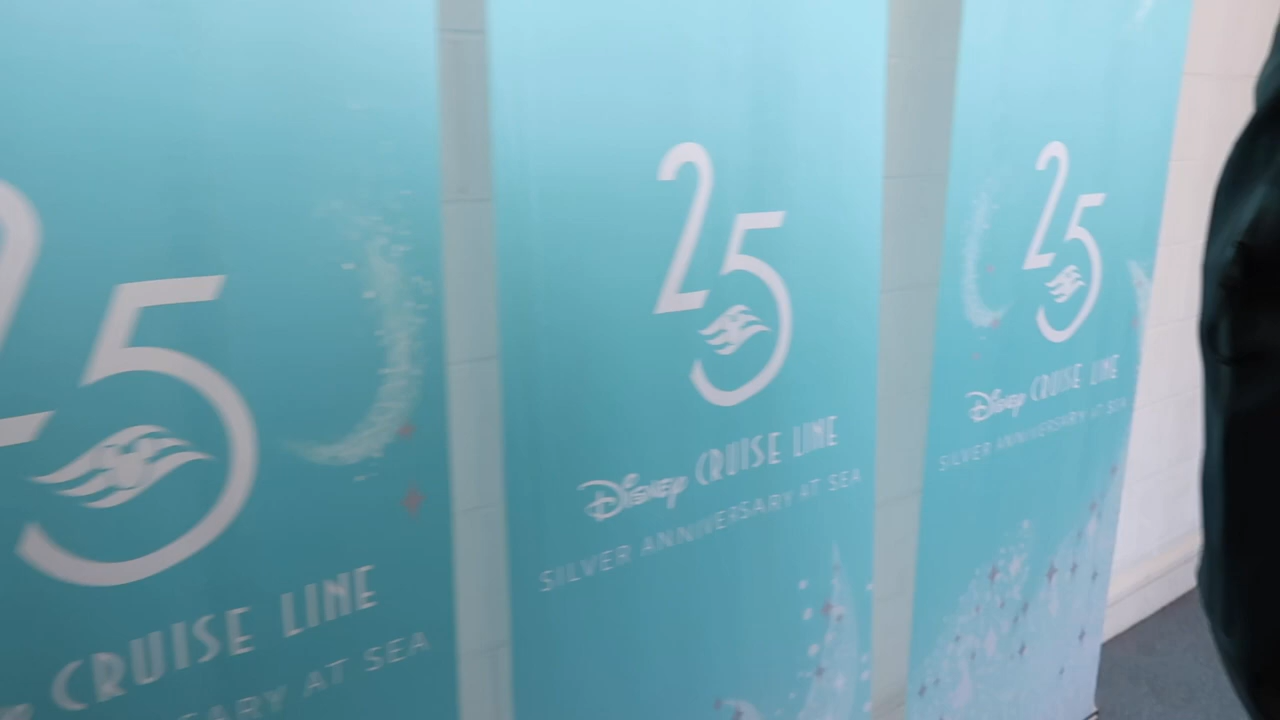 25
CRUISE LINE
ARY AT SEA
25
Disney CRUISE LINE
SILVER ANNIVERSARY AT SEA
25
Disney CRUISE LINE
SILVER ANNIVERSARY AT SEA